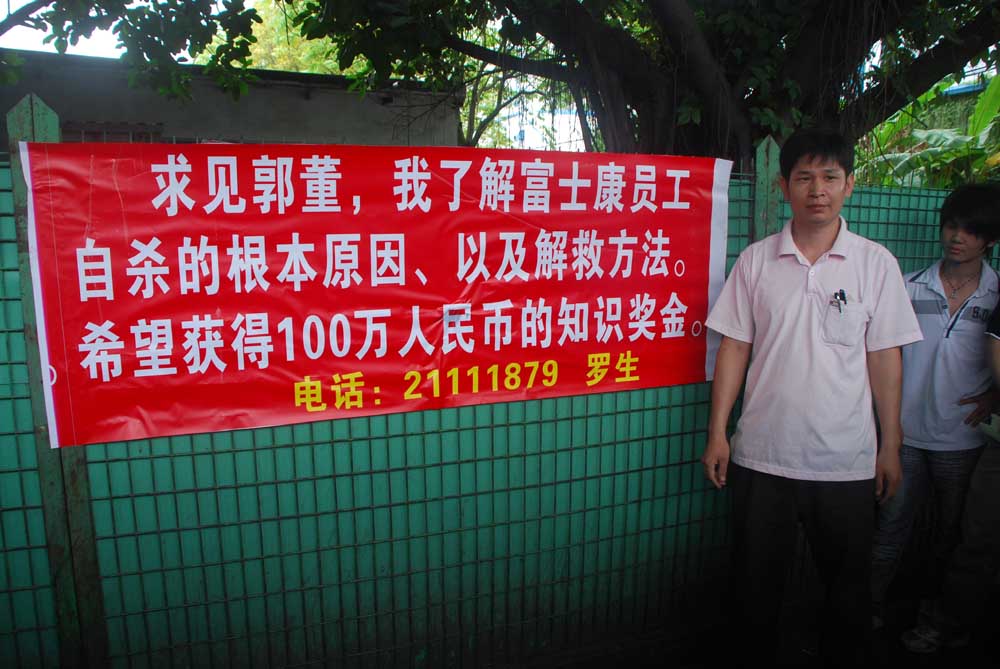 求见郭董，我了解富士康员工
自杀的根本原因、以及解救方法。
希望获得100万人民币的知识奖金。
电话：21111879 罗生